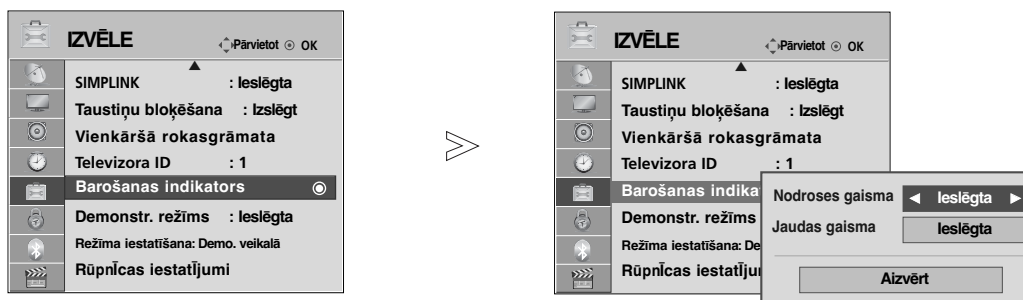 IZVĒLE Pārvietot OK
SIMPLINK : Ieslēgta
Taustiņu bloķēšana : Izslēgt
Vienkāršā rokasgrāmata
Televizora ID : 1
Barošanas indikators
Demonstr. režīms : Ieslēgta
Režīma iestatīšana: Demo. veikalā
RūpnĪcas iestatĪjumi
IZVĒLE Pārvietot OK
SIMPLINK : Ieslēgta
Taustiņu bloķēšana : Izslēgt
Vienkāršā rokasgrāmata
Televizora ID : 1
Barošanas indika
Demonstr. režīms
Režīma iestatīšana: De
RūpnĪcas iestatĪju
Nodroses gaisma ◄ Ieslēgta ►
Jaudas gaisma Ieslēgta
Aizvērt